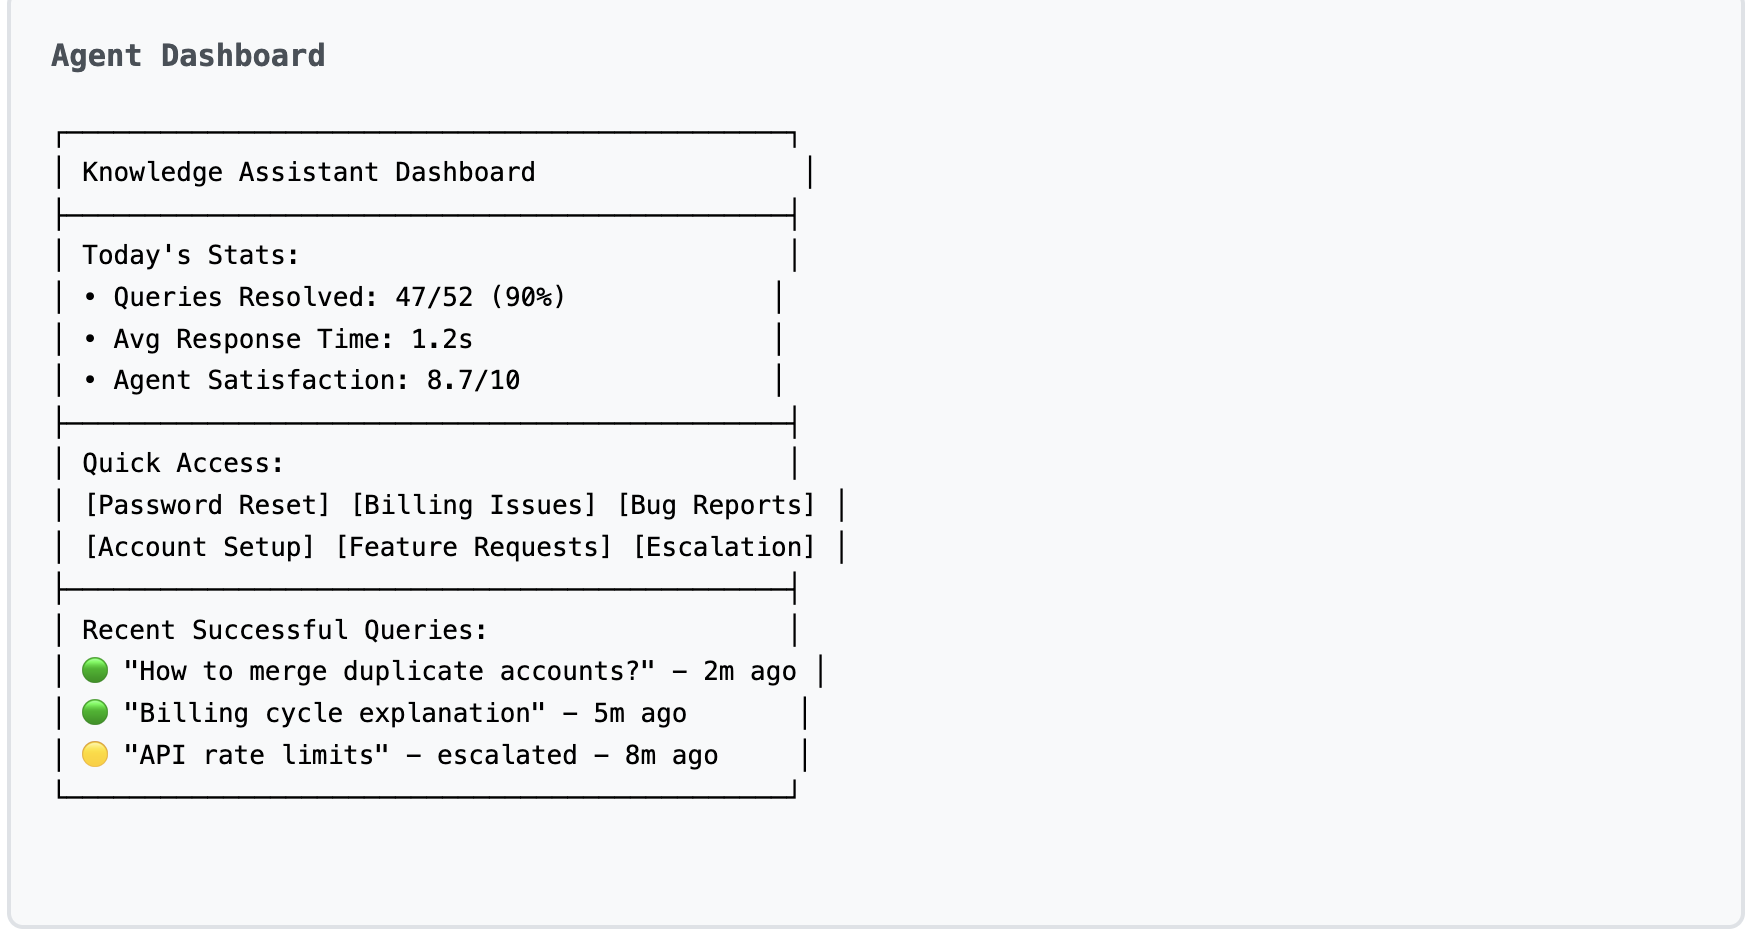 Agent Dashboard
Knowledge Assistant Dashboard
Today's Stats:
• Queries Resolved: 47/52 (90%)
• Avg Response Time: 1.2s
• Agent Satisfaction: 8.7/10
Quick Access:
[Password Reset] [Billing Issues] [Bug Reports]
[Account Setup] [Feature Requests] [Escalation]
Recent Successful Queries:
🟢 "How to merge duplicate accounts?" – 2m ago
🟢 "Billing cycle explanation" – 5m ago
🟡 "API rate limits" – escalated – 8m ago